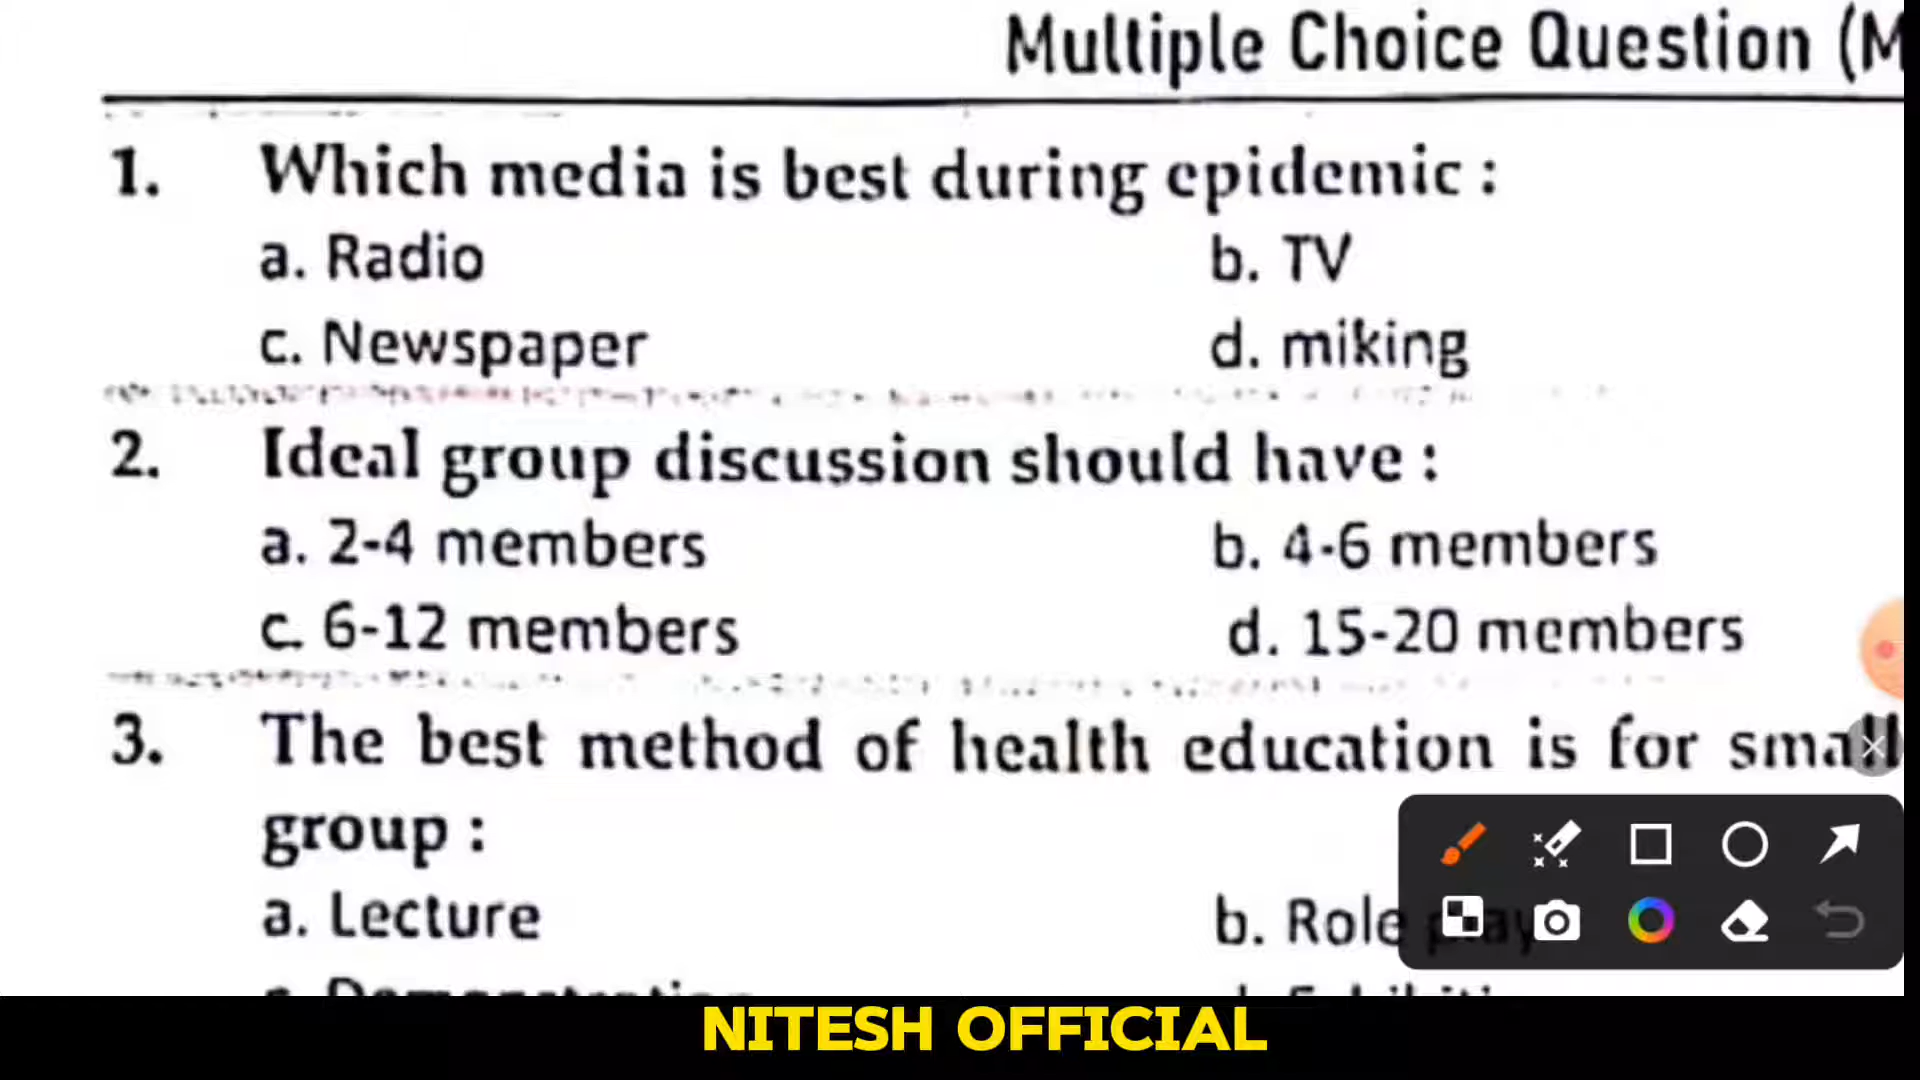 Multiple Choice Question (M
1. Which media is best during epidemic :
a. Radio b. TV
c. Newspaper d. miking
2. Ideal group discussion should have :
a. 2-4 members b. 4-6 members
c. 6-12 members d. 15-20 members
3. The best method of health education is for small
group :
a. Lecture b. Role play
NITESH OFFICIAL